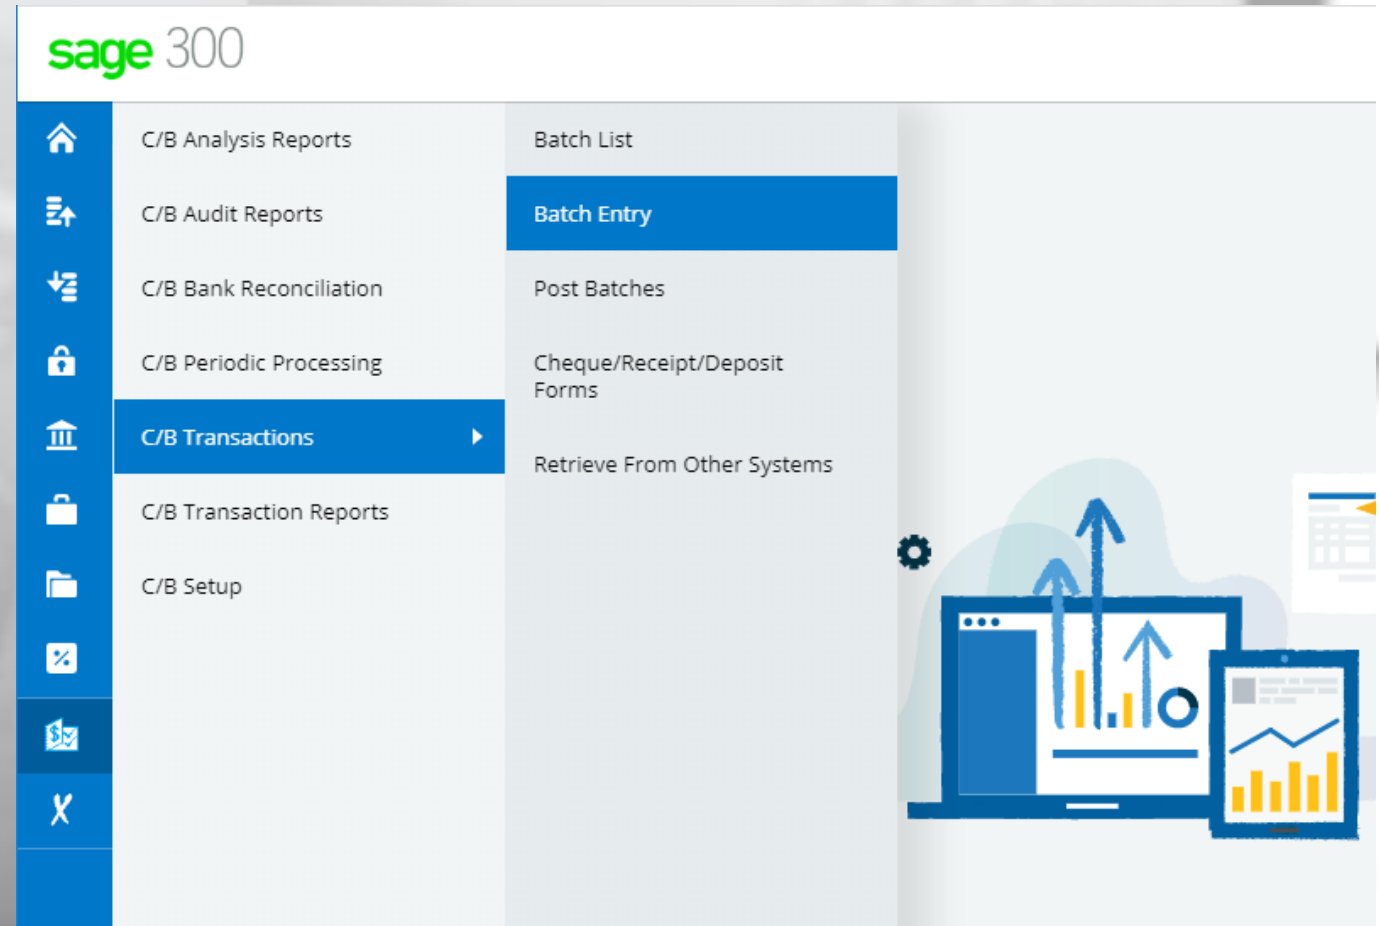 sage 300
C/B Analysis Reports
C/B Audit Reports
C/B Bank Reconciliation
C/B Periodic Processing
C/B Transactions
C/B Transaction Reports
C/B Setup
Batch List
Batch Entry
Post Batches
Cheque/Receipt/Deposit
Forms
Retrieve From Other Systems